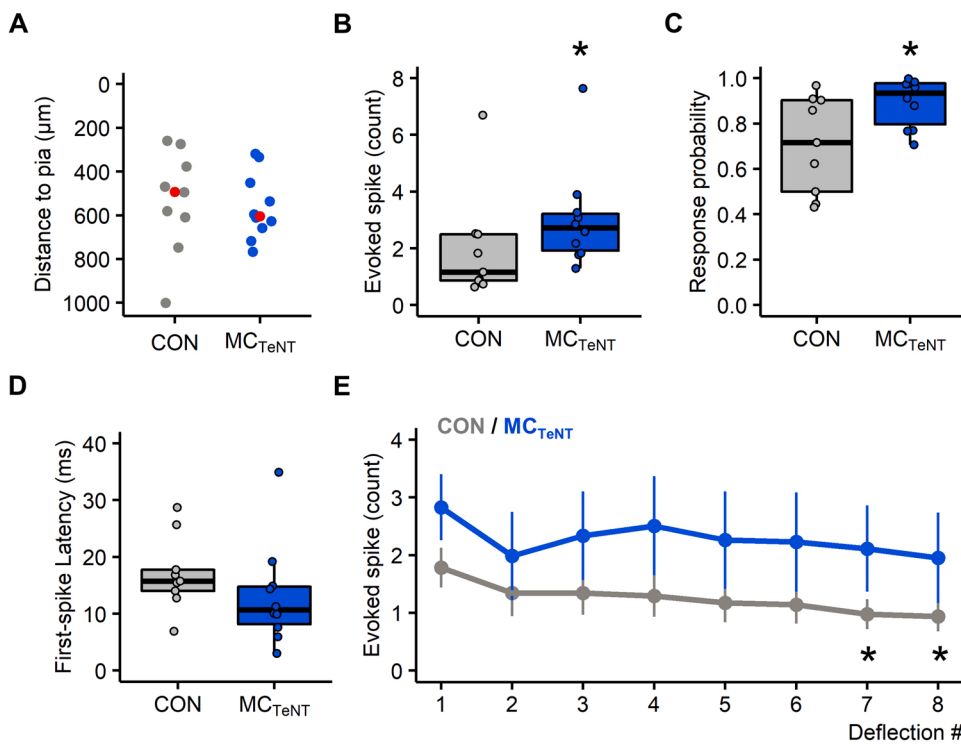 A
Distance to pia (µm)
0
200
400
600
800
1000
CON
MCTeNT
B
Evoked spike (count)
8
6
4
2
0
*
CON
MCTeNT
C
Response probability
1.0
0.8
0.6
0.4
0.2
0.0
*
CON
MCTeNT
D
First-spike Latency (ms)
40
30
20
10
0
CON
MCTeNT
E
CON / MCTeNT
Evoked spike (count)
4
3
2
1
0
* *
1 2 3 4 5 6 7 8
Deflection #